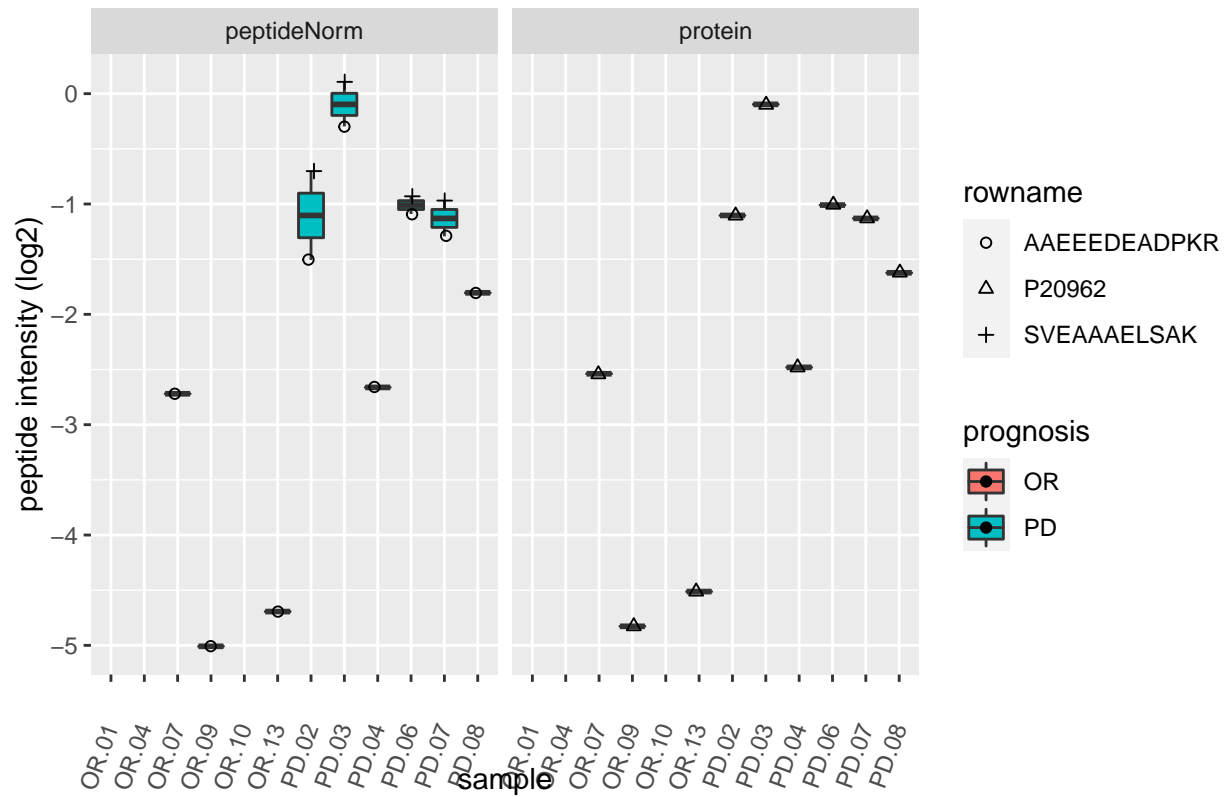 peptideNorm
protein
peptide intensity (log2)
0
−1
−2
−3
−4
−5
OR.01
OR.04
OR.07
OR.09
OR.10
OR.13
PD.02
PD.03
PD.04
PD.06
PD.07
PD.08
OR.01
OR.04
OR.07
OR.09
OR.10
OR.13
PD.02
PD.03
PD.04
PD.06
PD.07
PD.08
sample
rowname
AAEEEDEADPKR
P20962
SVEAAAELSAK
prognosis
OR
PD